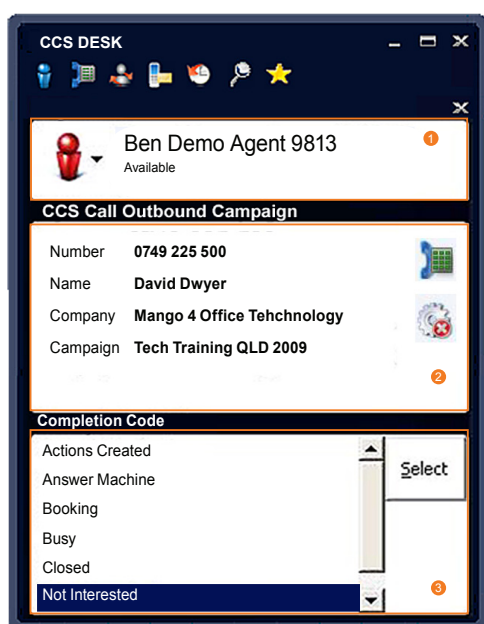 CCS DESK
Ben Demo Agent 9813
1
Available
CCS Call Outbound Campaign
Number 0749 225 500
Name David Dwyer
Company Mango 4 Office Tehchnology
Campaign Tech Training QLD 2009
2
Completion Code
Actions Created
Select
Answer Machine
Booking
Busy
Closed
Not Interested
3